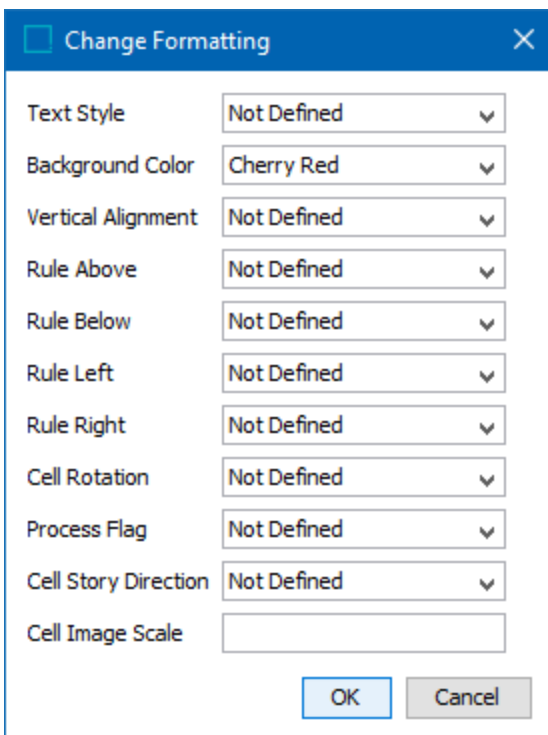 Change Formatting
Text Style Not Defined
Background Color Cherry Red
Vertical Alignment Not Defined
Rule Above Not Defined
Rule Below Not Defined
Rule Left Not Defined
Rule Right Not Defined
Cell Rotation Not Defined
Process Flag Not Defined
Cell Story Direction Not Defined
Cell Image Scale
OK Cancel